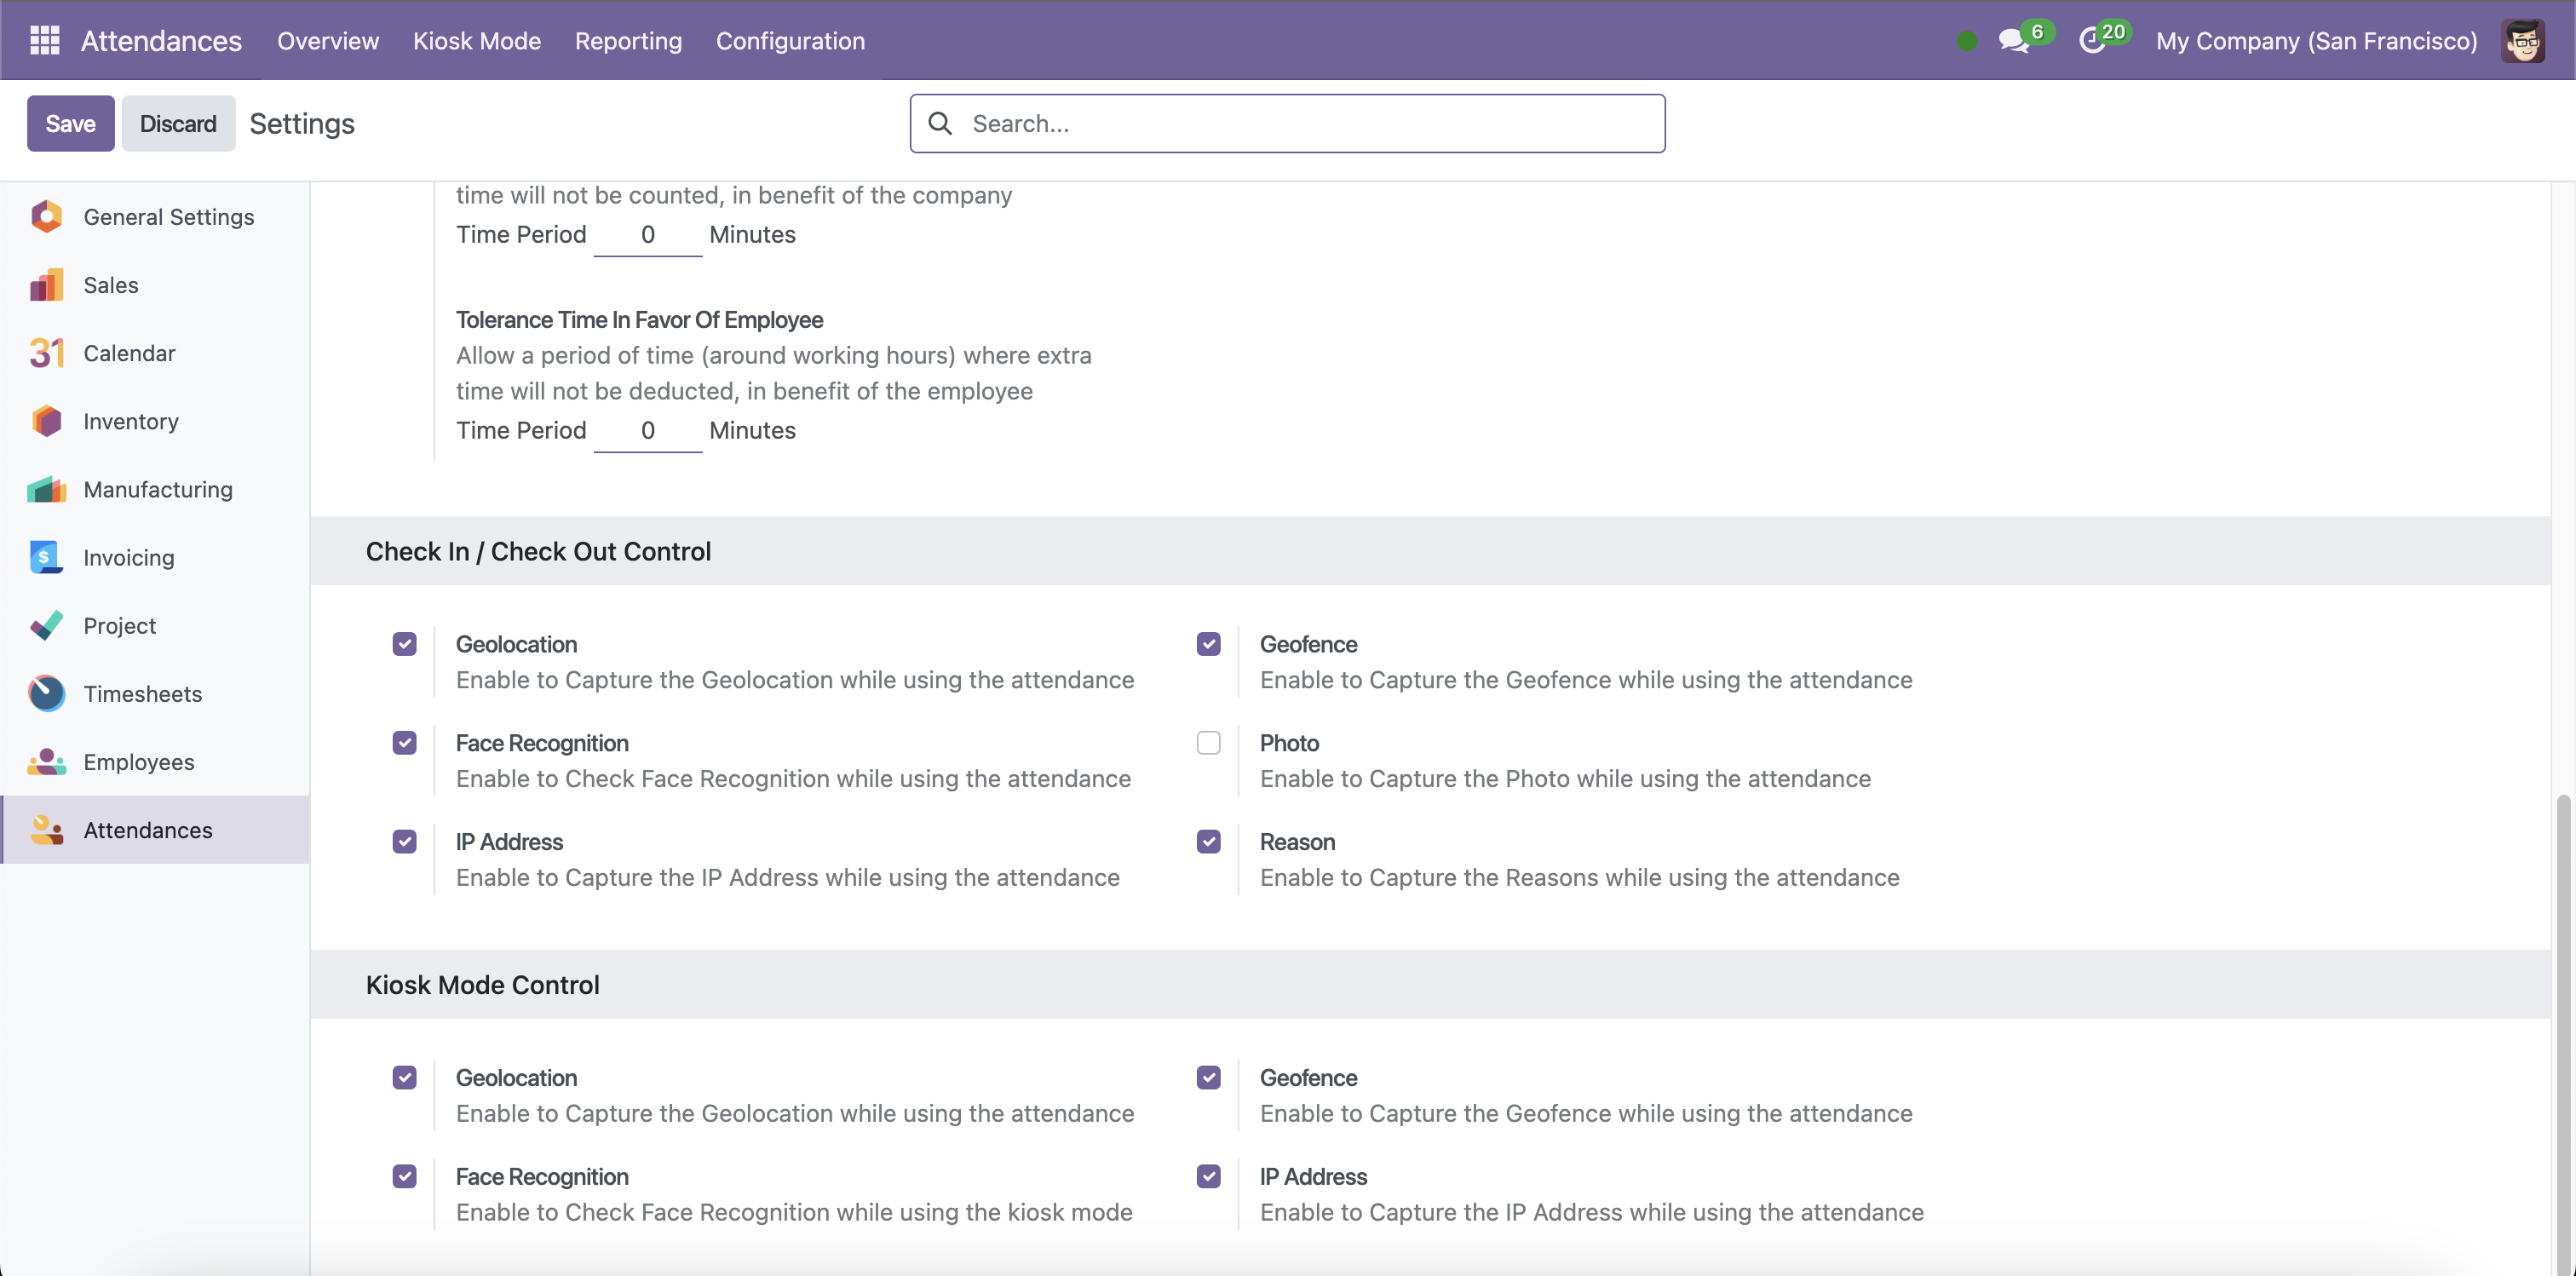 Attendances Overview Kiosk Mode Reporting Configuration 6 20 My Company (San Francisco)
Save Discard Settings Search...
General Settings
Sales
31 Calendar
Inventory
Manufacturing
$ Invoicing
Project
Timesheets
Employees
Attendances
time will not be counted, in benefit of the company
Time Period 0 Minutes
Tolerance Time In Favor Of Employee
Allow a period of time (around working hours) where extra
time will not be deducted, in benefit of the employee
Time Period 0 Minutes
Check In / Check Out Control
Geolocation
Enable to Capture the Geolocation while using the attendance
Geofence
Enable to Capture the Geofence while using the attendance
Face Recognition
Enable to Check Face Recognition while using the attendance
Photo
Enable to Capture the Photo while using the attendance
IP Address
Enable to Capture the IP Address while using the attendance
Reason
Enable to Capture the Reasons while using the attendance
Kiosk Mode Control
Geolocation
Enable to Capture the Geolocation while using the attendance
Geofence
Enable to Capture the Geofence while using the attendance
Face Recognition
Enable to Check Face Recognition while using the kiosk mode
IP Address
Enable to Capture the IP Address while using the attendance